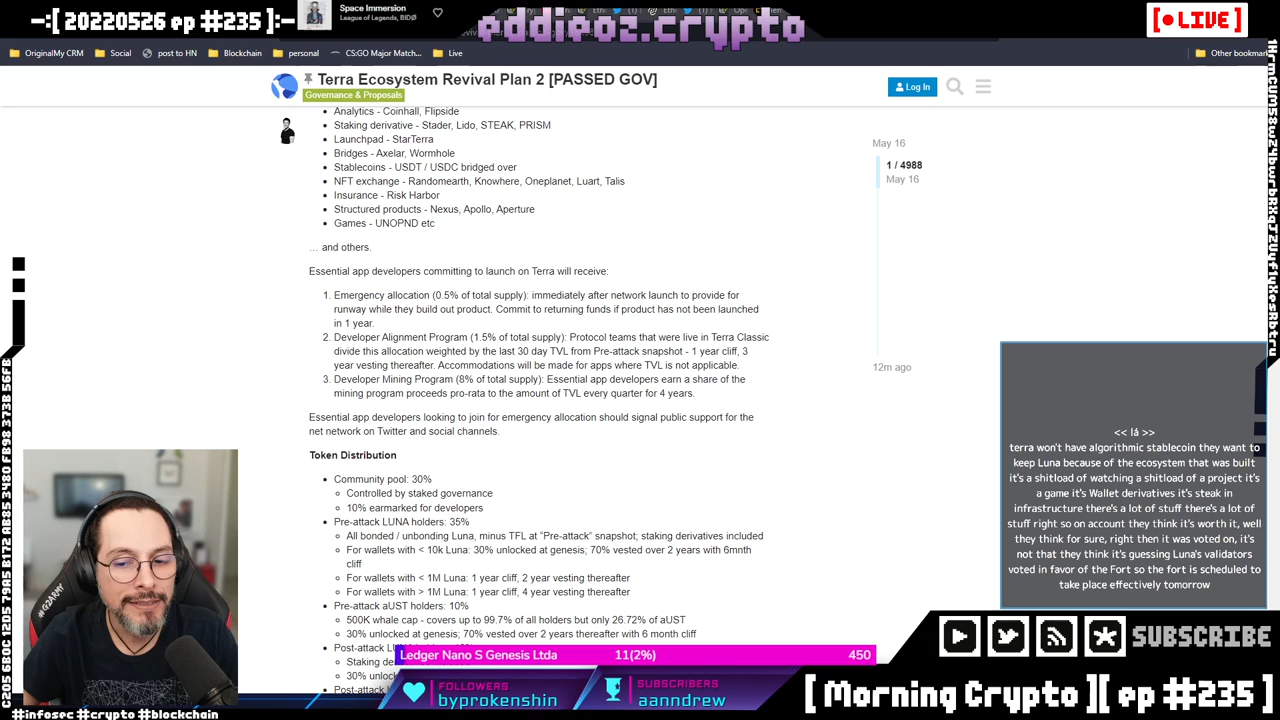 -:[ 20220526 ep #235 ]:-
Space Immersion
League of Legends, BIDØ
eddieoz.crypto
[ LIVE ]
OriginalMy CRM
Social
post to HN
Blockchain
personal
CS:GO Major Match...
Live
Other bookmar
Terra Ecosystem Revival Plan 2 [PASSED GOV]
Governance & Proposals
Log In
Analytics - Coinhall, Flipside
Staking derivative - Stader, Lido, STEAK, PRISM
Launchpad - StarTerra
Bridges - Axelar, Wormhole
Stablecoins - USDT / USDC bridged over
NFT exchange - Randomearth, Knowhere, Oneplanet, Luart, Talis
Insurance - Risk Harbor
Structured products - Nexus, Apollo, Aperture
Games - UNOPND etc
… and others.
Essential app developers committing to launch on Terra will receive:
1. Emergency allocation (0.5% of total supply): immediately after network launch to provide for
runway while they build out product. Commit to returning funds if product has not been launched
in 1 year.
2. Developer Alignment Program (1.5% of total supply): Protocol teams that were live in Terra Classic
divide this allocation weighted by the last 30 day TVL from Pre-attack snapshot - 1 year cliff, 3
year vesting thereafter. Accommodations will be made for apps where TVL is not applicable.
3. Developer Mining Program (8% of total supply): Essential app developers earn a share of the
mining program proceeds pro-rata to the amount of TVL every quarter for 4 years.
Essential app developers looking to join for emergency allocation should signal public support for the
net network on Twitter and social channels.
Token Distribution
Community pool: 30%
Controlled by staked governance
10% earmarked for developers
Pre-attack LUNA holders: 35%
All bonded / unbonding Luna, minus TFL at "Pre-attack" snapshot; staking derivatives included
For wallets with < 10k Luna: 30% unlocked at genesis; 70% vested over 2 years with 6mnth
cliff
For wallets with < 1M Luna: 1 year cliff, 2 year vesting thereafter
For wallets with > 1M Luna: 1 year cliff, 4 year vesting thereafter
Pre-attack aUST holders: 10%
500K whale cap - covers up to 99.7% of all holders but only 26.72% of aUST
30% unlocked at genesis; 70% vested over 2 years thereafter with 6 month cliff
Post-attack LU
Staking de
30% unloc
Post-attack
May 16
1 / 4988
May 16
12m ago
<< lá >>
terra won't have algorithmic stablecoin they want to
keep Luna because of the ecosystem that was built
it's a shitload of watching a shitload of a project it's
a game it's Wallet derivatives it's steak in
infrastructure there's a lot of stuff there's a lot of
stuff right so on account they think it's worth it, well
they think for sure, right then it was voted on, it's
not that they think it's guessing Luna's validators
voted in favor of the Fort so the fort is scheduled to
take place effectively tomorrow
Ledger Nano S Genesis Ltda
11(2%)
450
FOLLOWERS
byprokenshin
SUBSCRIBERS
aanndrew
SUBSCRIBE
[ Morning Crypto ][ ep #235 ]
#infosec #crypto #blockchain